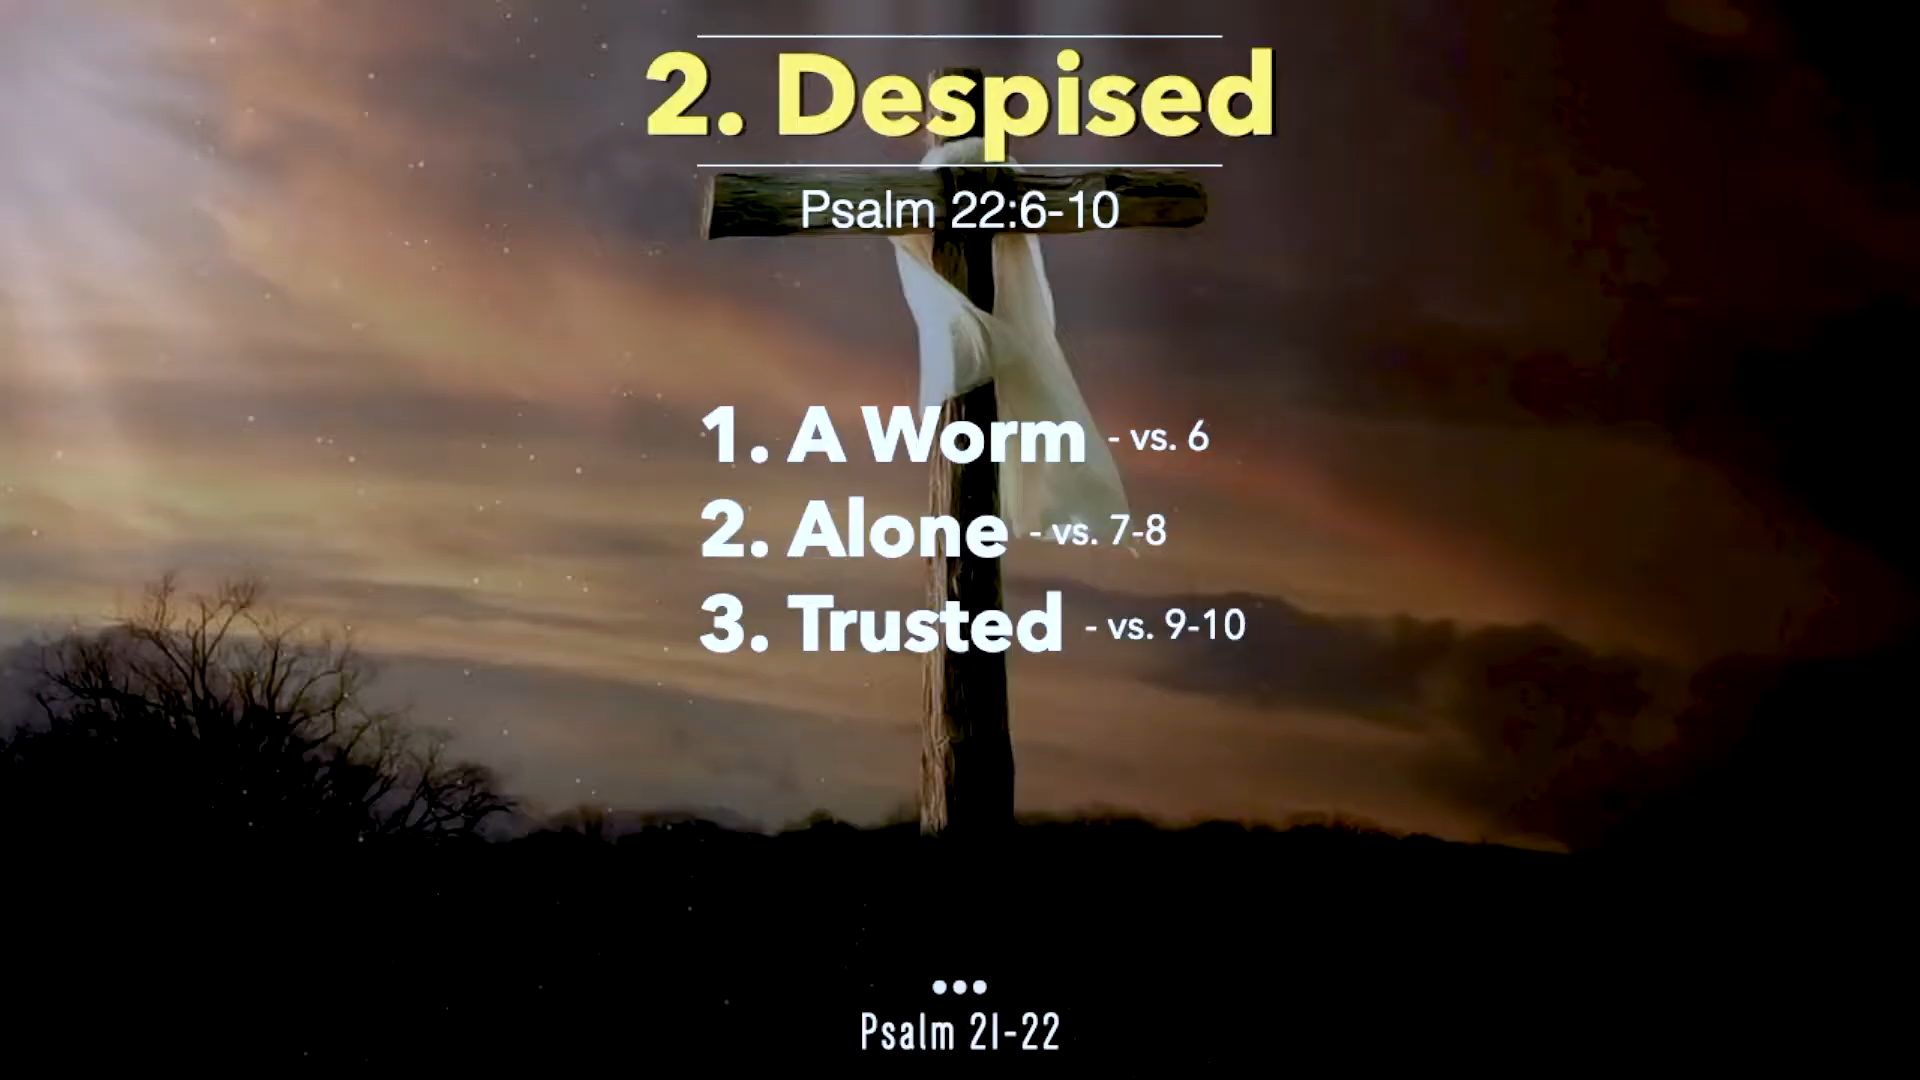 2. Despised
Psalm 22:6-10
1. A Worm - vs. 6
2. Alone - vs. 7-8
3. Trusted - vs. 9-10
Psalm 21-22